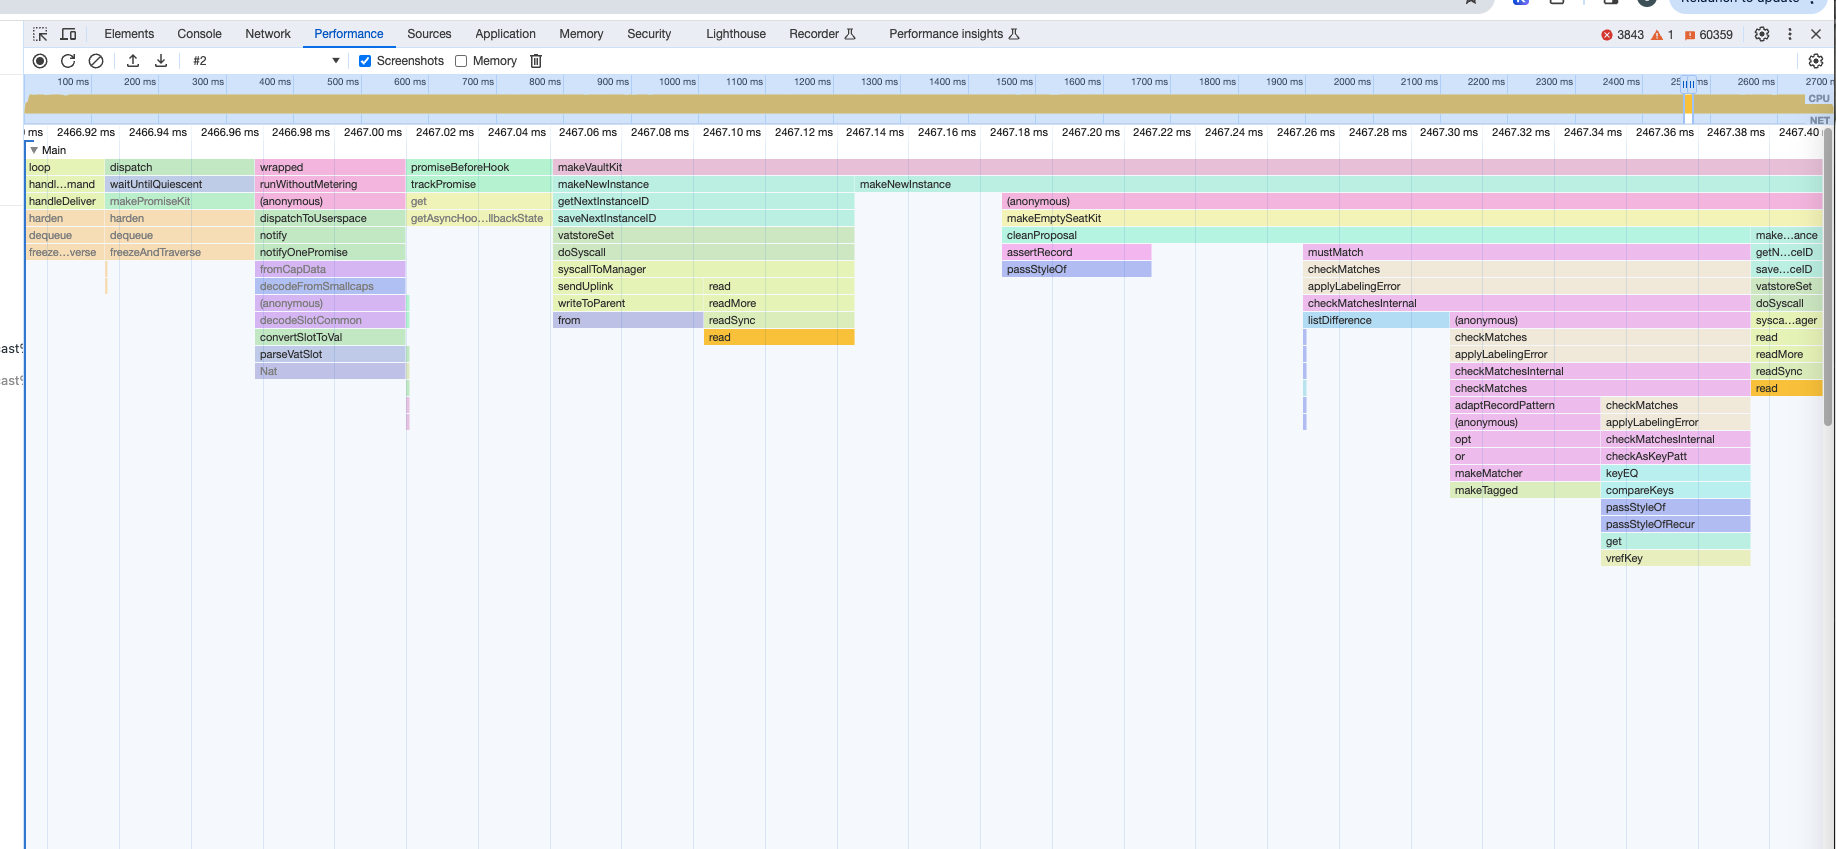 Elements Console Network Performance Sources Application Memory Security Lighthouse Recorder Performance insights 3843 1 60359
#2 Screenshots Memory
100 ms 200 ms 300 ms 400 ms 500 ms 600 ms 700 ms 800 ms 900 ms 1000 ms 1100 ms 1200 ms 1300 ms 1400 ms 1500 ms 1600 ms 1700 ms 1800 ms 1900 ms 2000 ms 2100 ms 2200 ms 2300 ms 2400 ms ms 2600 ms 2700
CPU
NET
ms 2466.92 ms 2466.94 ms 2466.96 ms 2466.98 ms 2467.00 ms 2467.02 ms 2467.04 ms 2467.06 ms 2467.08 ms 2467.10 ms 2467.12 ms 2467.14 ms 2467.16 ms 2467.18 ms 2467.20 ms 2467.22 ms 2467.24 ms 2467.26 ms 2467.28 ms 2467.30 ms 2467.32 ms 2467.34 ms 2467.36 ms 2467.38 ms 2467.40
Main
loop dispatch wrapped promiseBeforeHook makeVaultKit
handl…mand waitUntilQuiescent runWithoutMetering trackPromise makeNewInstance makeNewInstance
handleDeliver makePromiseKit (anonymous) get getNextInstanceID (anonymous)
harden harden dispatchToUserspace getAsyncHoo…llbackState saveNextInstanceID makeEmptySeatKit
dequeue dequeue notify vatstoreSet cleanProposal make…ance
freeze…verse freezeAndTraverse notifyOnePromise doSyscall assertRecord mustMatch getN…ceID
fromCapData syscallToManager passStyleOf checkMatches save…ceID
decodeFromSmallcaps sendUplink read applyLabelingError vatstoreSet
(anonymous) writeToParent readMore checkMatchesInternal doSyscall
decodeSlotCommon from readSync listDifference (anonymous) sysca…ager
convertSlotToVal read checkMatches read
parseVatSlot applyLabelingError readMore
Nat checkMatchesInternal readSync
checkMatches read
adaptRecordPattern checkMatches
(anonymous) applyLabelingError
opt checkMatchesInternal
or checkAsKeyPatt
makeMatcher keyEQ
makeTagged compareKeys
passStyleOf
passStyleOfRecur
get
vrefKey